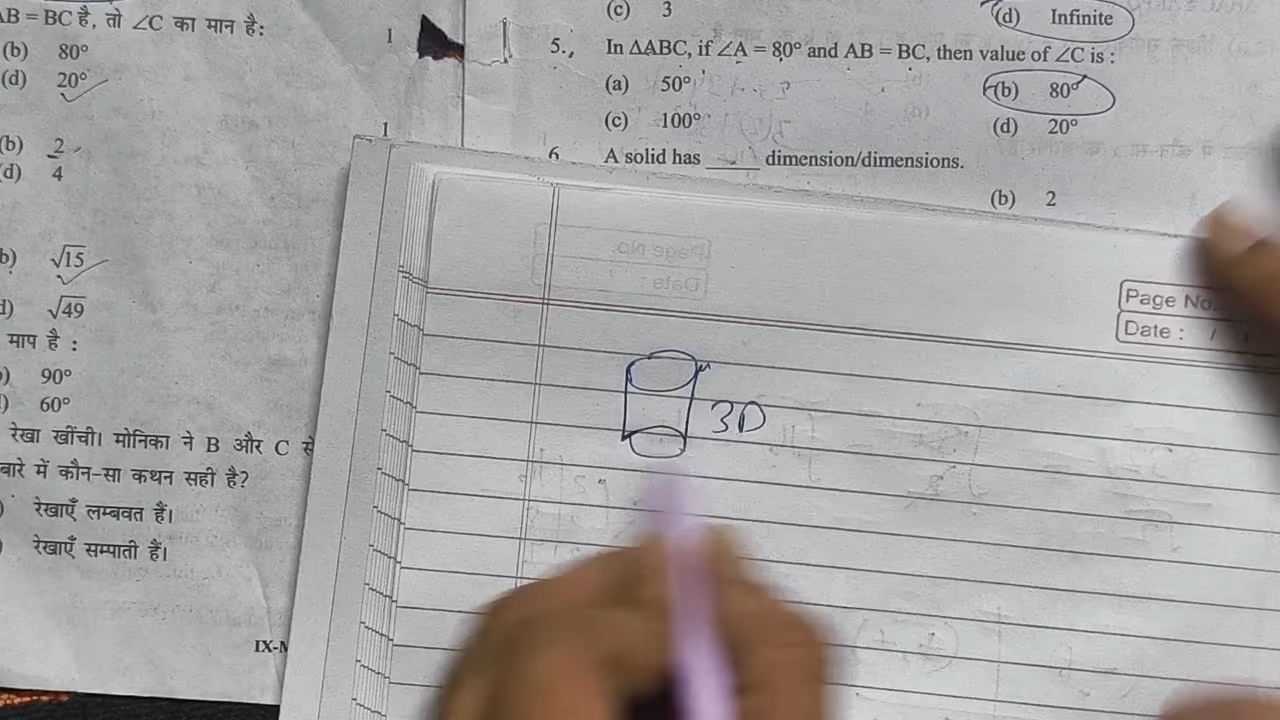 AB = BC है, तो ∠C का मान है:
(b) 80°
(d) 20°
1
(b) 2
(d) 4
1
b) √15
d) √49
माप है :
) 90°
) 60°
रेखा खींची। मोनिका ने B और C से
बारे में कौन-सा कथन सही है?
) रेखाएँ लम्बवत हैं।
) रेखाएँ सम्पाती हैं।
IX-M
(c) 3
(d) Infinite
5. In ΔABC, if ∠A = 80° and AB = BC, then value of ∠C is :
(a) 50°
(b) 80°
(c) 100°
(d) 20°
6 A solid has ____ dimension/dimensions.
(b) 2
Page No.
Date : / /
3D